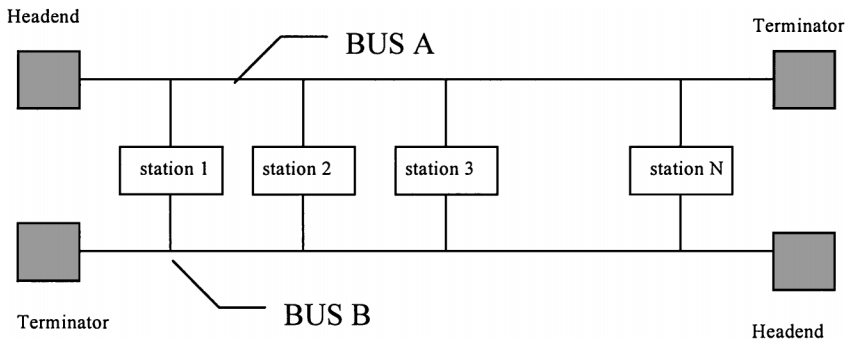 Headend
Terminator
BUS A
station 1
station 2
station 3
station N
BUS B
Terminator
Headend